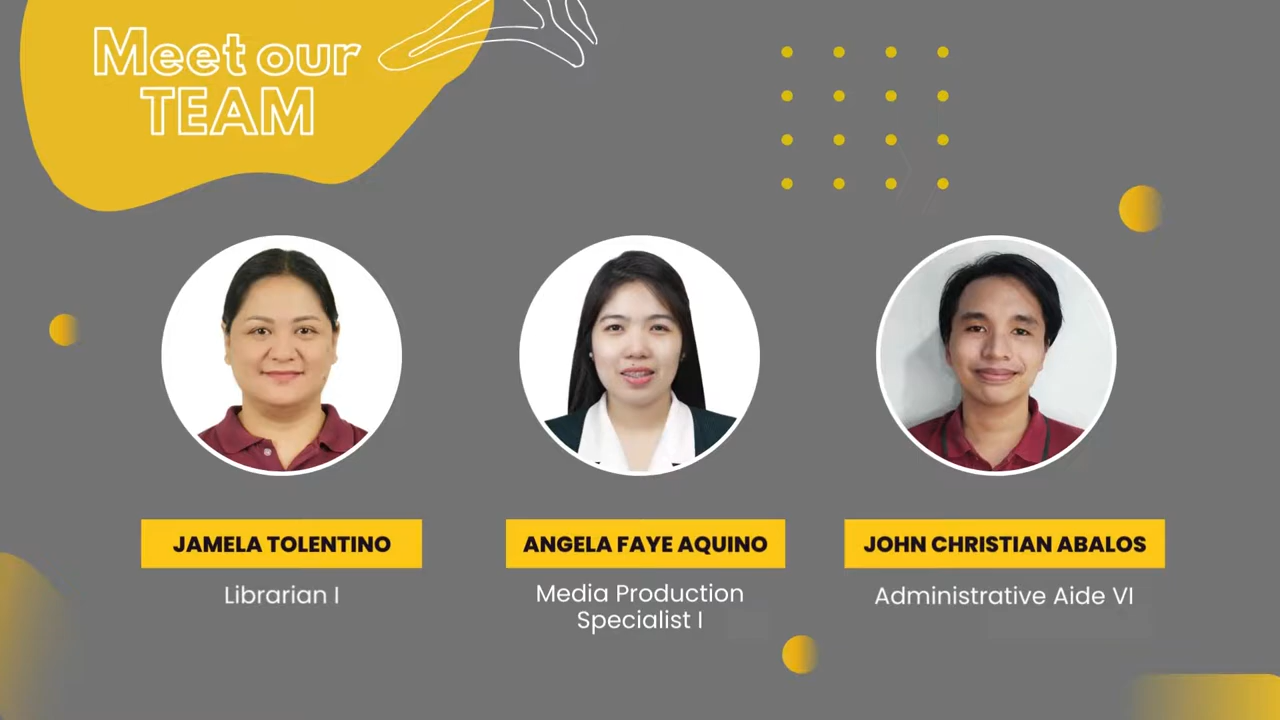 Meet our
TEAM
JAMELA TOLENTINO
Librarian I
ANGELA FAYE AQUINO
Media Production
Specialist I
JOHN CHRISTIAN ABALOS
Administrative Aide VI